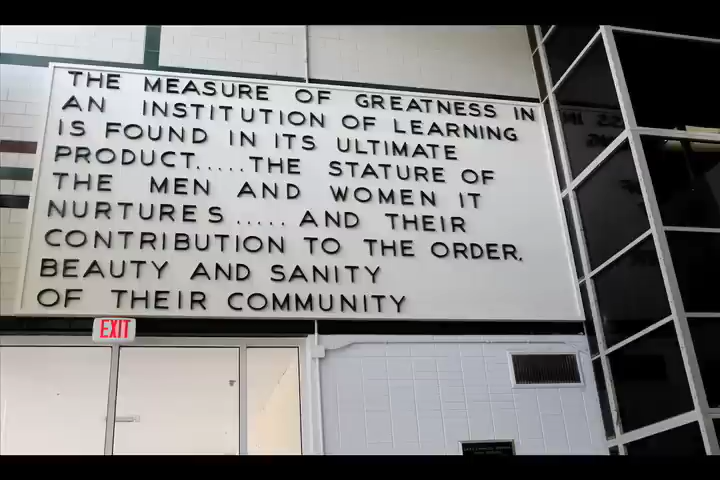 THE MEASURE OF GREATNESS IN
AN INSTITUTION OF LEARNING
IS FOUND IN ITS ULTIMATE
PRODUCT.....THE STATURE OF
THE MEN AND WOMEN IT
NURTURES.....AND THEIR
CONTRIBUTION TO THE ORDER,
BEAUTY AND SANITY
OF THEIR COMMUNITY
EXIT